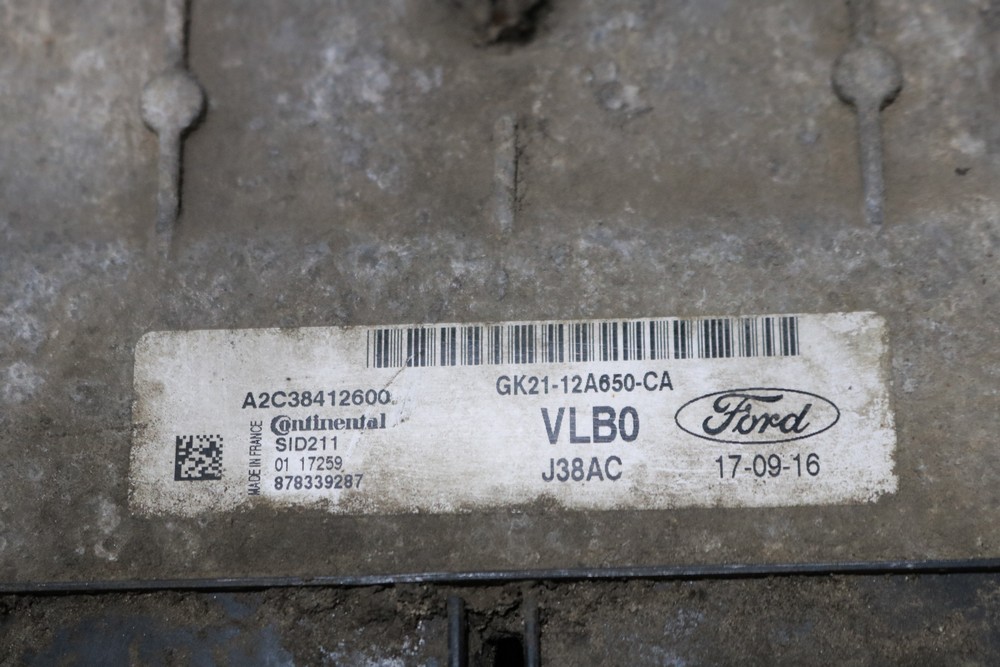 A2C38412600
Continental
SID211
01 17259
878339287
MADE IN FRANCE
GK21-12A650-CA
VLB0
J38AC
Ford
17-09-16